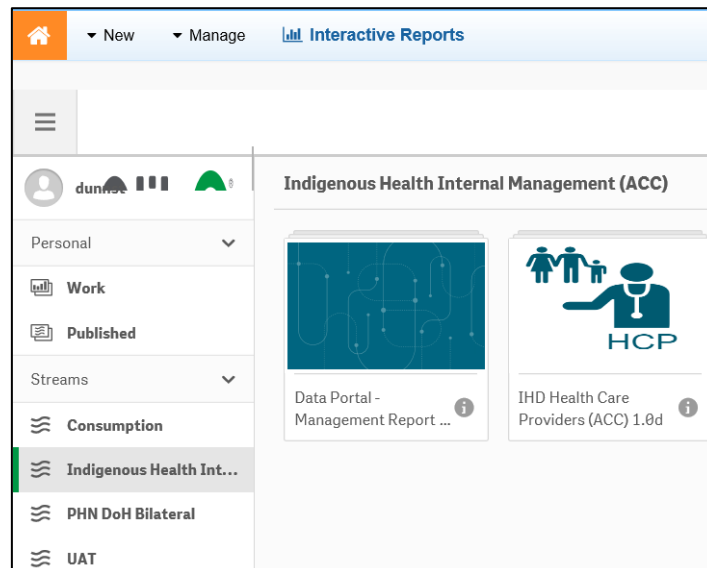 New Manage Interactive Reports
Indigenous Health Internal Management (ACC)
Personal
Work
Published
Streams
Consumption
Indigenous Health Int...
PHN DoH Bilateral
UAT
HCP
Data Portal -
Management Report ...
IHD Health Care
Providers (ACC) 1.0d